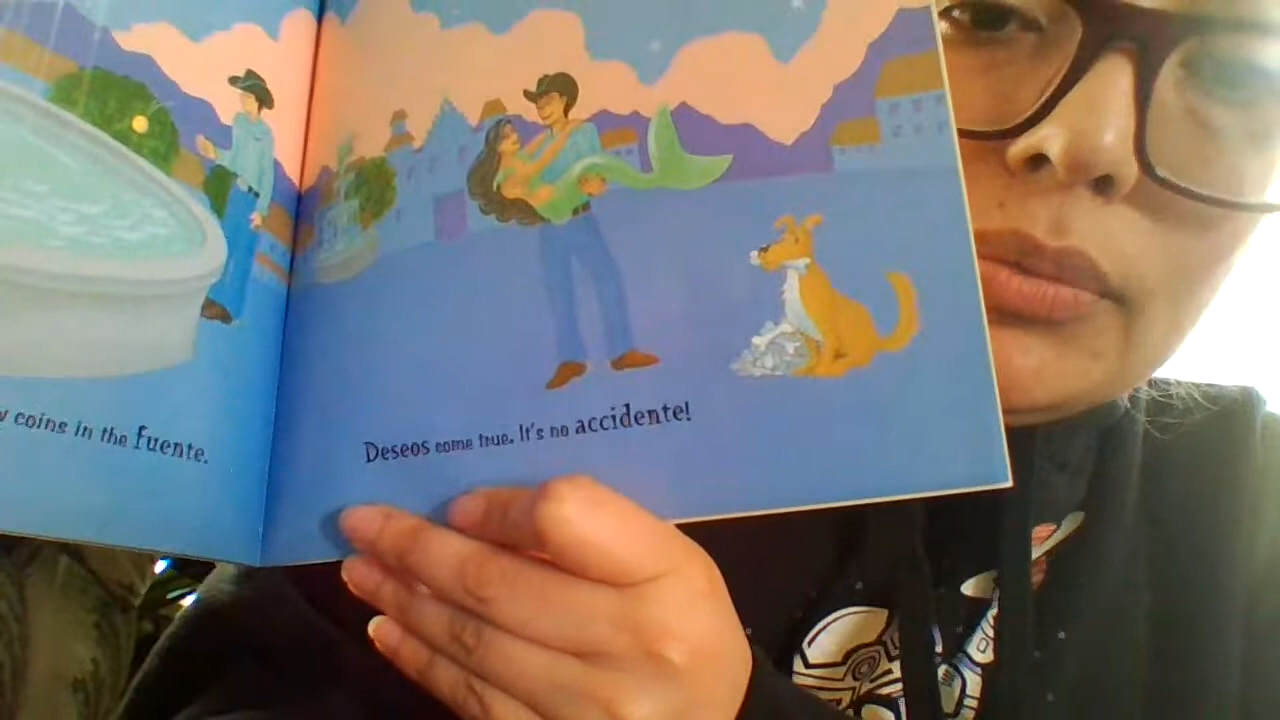 coins in the Fuente.
Deseos come true. It's no accidente!